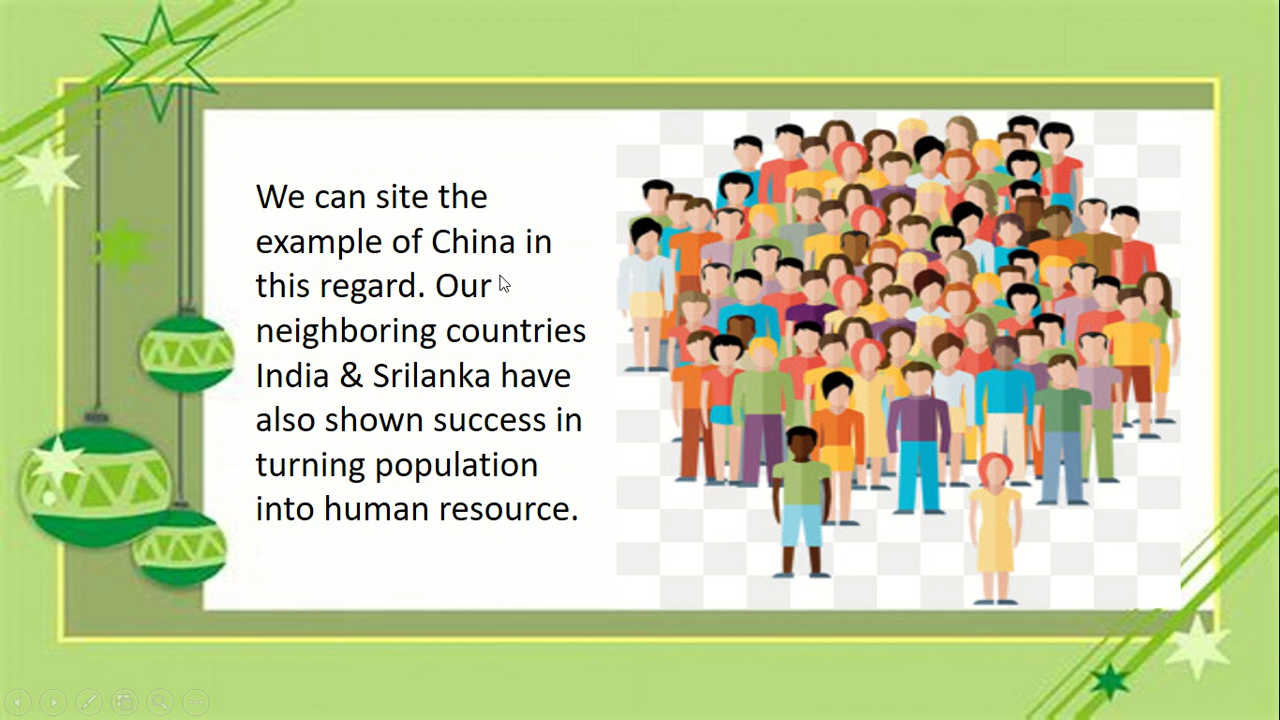 We can site the
example of China in
this regard. Our
neighboring countries
India & Srilanka have
also shown success in
turning population
into human resource.